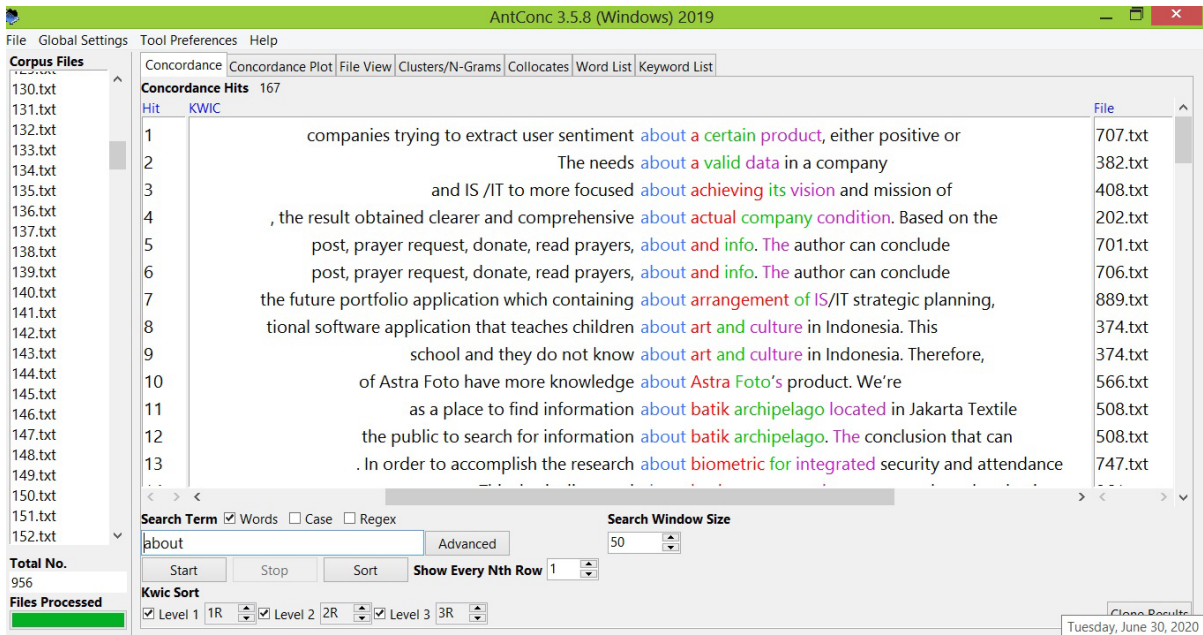 AntConc 3.5.8 (Windows) 2019
File Global Settings Tool Preferences Help
Corpus Files
130.txt
131.txt
132.txt
133.txt
134.txt
135.txt
136.txt
137.txt
138.txt
139.txt
140.txt
141.txt
142.txt
143.txt
144.txt
145.txt
146.txt
147.txt
148.txt
149.txt
150.txt
151.txt
152.txt
Total No.
956
Files Processed
Concordance Concordance Plot File View Clusters/N-Grams Collocates Word List Keyword List
Concordance Hits 167
Hit KWIC File
1 companies trying to extract user sentiment about a certain product, either positive or 707.txt
2 The needs about a valid data in a company 382.txt
3 and IS /IT to more focused about achieving its vision and mission of 408.txt
4 , the result obtained clearer and comprehensive about actual company condition. Based on the 202.txt
5 post, prayer request, donate, read prayers, about and info. The author can conclude 701.txt
6 post, prayer request, donate, read prayers, about and info. The author can conclude 706.txt
7 the future portfolio application which containing about arrangement of IS/IT strategic planning, 889.txt
8 tional software application that teaches children about art and culture in Indonesia. This 374.txt
9 school and they do not know about art and culture in Indonesia. Therefore, 374.txt
10 of Astra Foto have more knowledge about Astra Foto's product. We're 566.txt
11 as a place to find information about batik archipelago located in Jakarta Textile 508.txt
12 the public to search for information about batik archipelago. The conclusion that can 508.txt
13 . In order to accomplish the research about biometric for integrated security and attendance 747.txt
Search Term Words Case Regex Search Window Size
about Advanced 50
Start Stop Sort Show Every Nth Row 1
Kwic Sort
Level 1 1R Level 2 2R Level 3 3R Clone Results
Tuesday, June 30, 2020